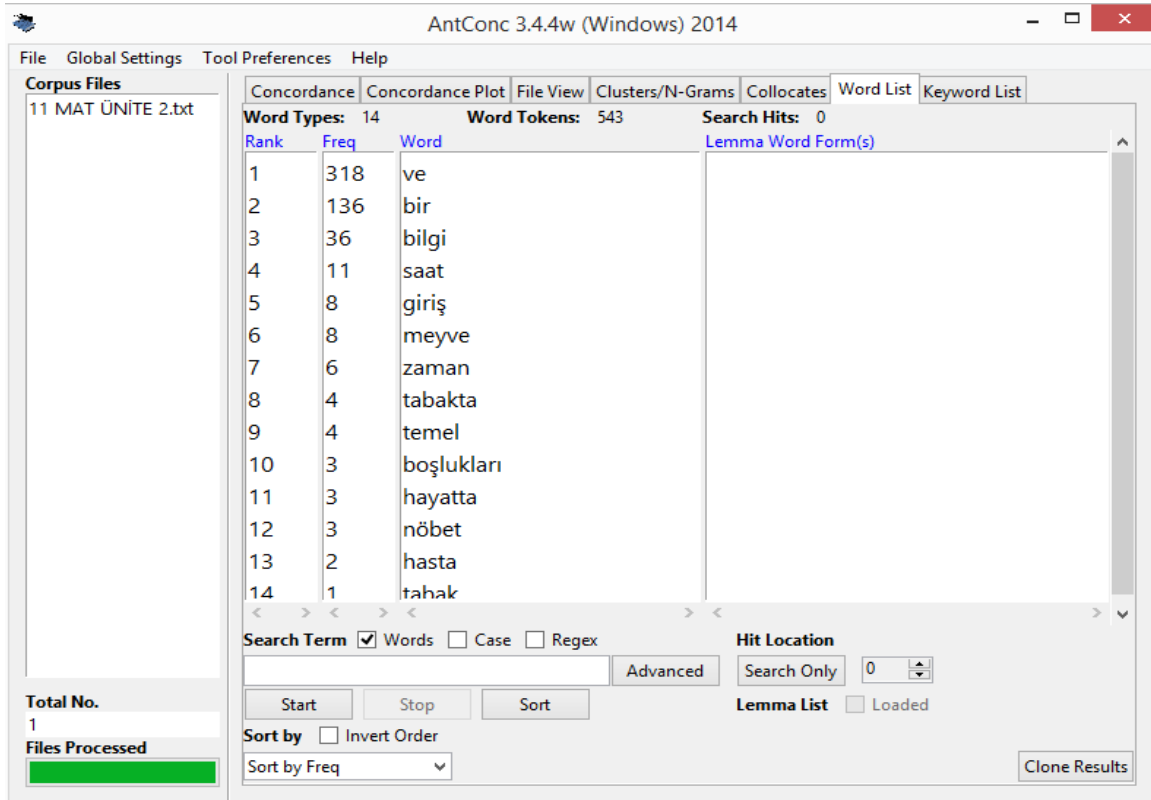 AntConc 3.4.4w (Windows) 2014
File Global Settings Tool Preferences Help
Corpus Files
11 MAT ÜNİTE 2.txt
Concordance Concordance Plot File View Clusters/N-Grams Collocates Word List Keyword List
Word Types: 14 Word Tokens: 543 Search Hits: 0
Rank Freq Word Lemma Word Form(s)
1 318 ve
2 136 bir
3 36 bilgi
4 11 saat
5 8 giriş
6 8 meyve
7 6 zaman
8 4 tabakta
9 4 temel
10 3 boşlukları
11 3 hayatta
12 3 nöbet
13 2 hasta
14 1 tabak
Search Term Words Case Regex Hit Location
Advanced Search Only 0
Total No.
1
Files Processed
Start Stop Sort Lemma List Loaded
Sort by Invert Order
Sort by Freq Clone Results